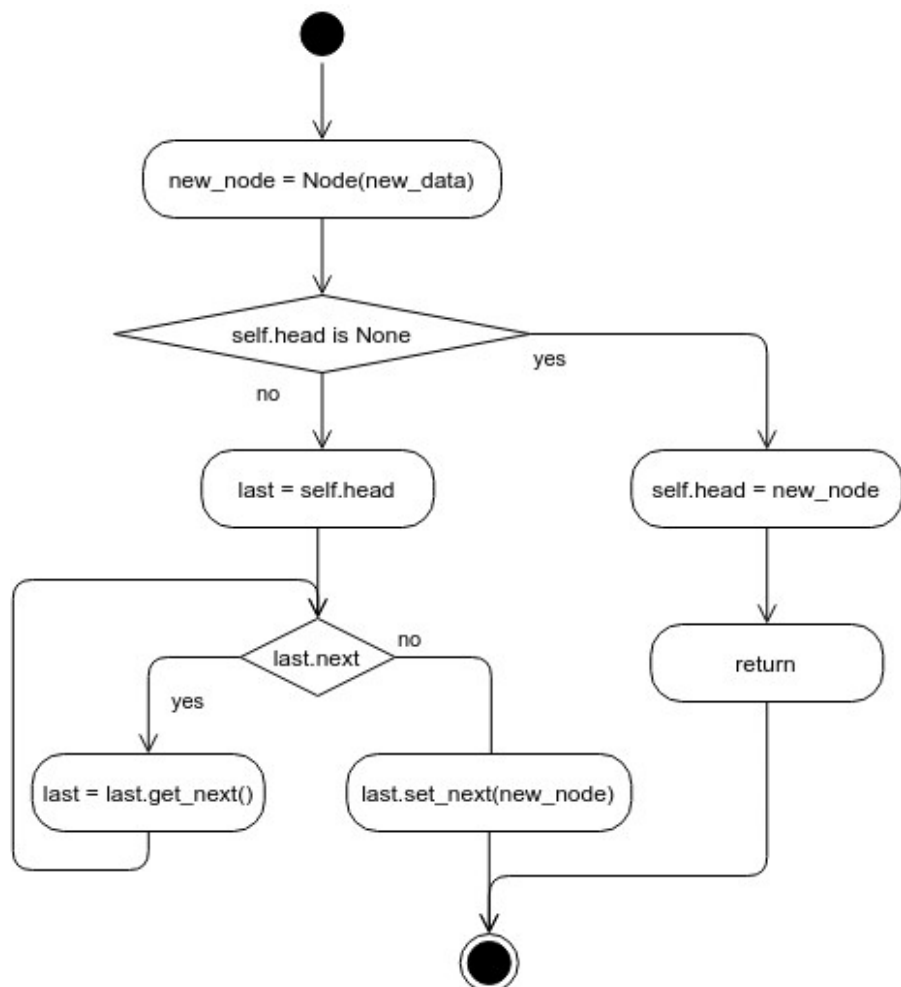 new_node = Node(new_data)
self.head is None
yes
no
last = self.head
self.head = new_node
no
last.next
return
yes
last = last.get_next()
last.set_next(new_node)